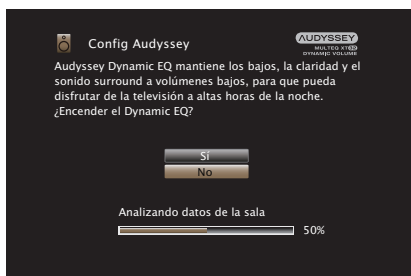 Config Audyssey
AUDYSSEY
MULTEQ XT32
DYNAMIC VOLUME
Audyssey Dynamic EQ mantiene los bajos, la claridad y el
sonido surround a volúmenes bajos, para que pueda
disfrutar de la televisión a altas horas de la noche.
¿Encender el Dynamic EQ?
Sí
No
Analizando datos de la sala
50%